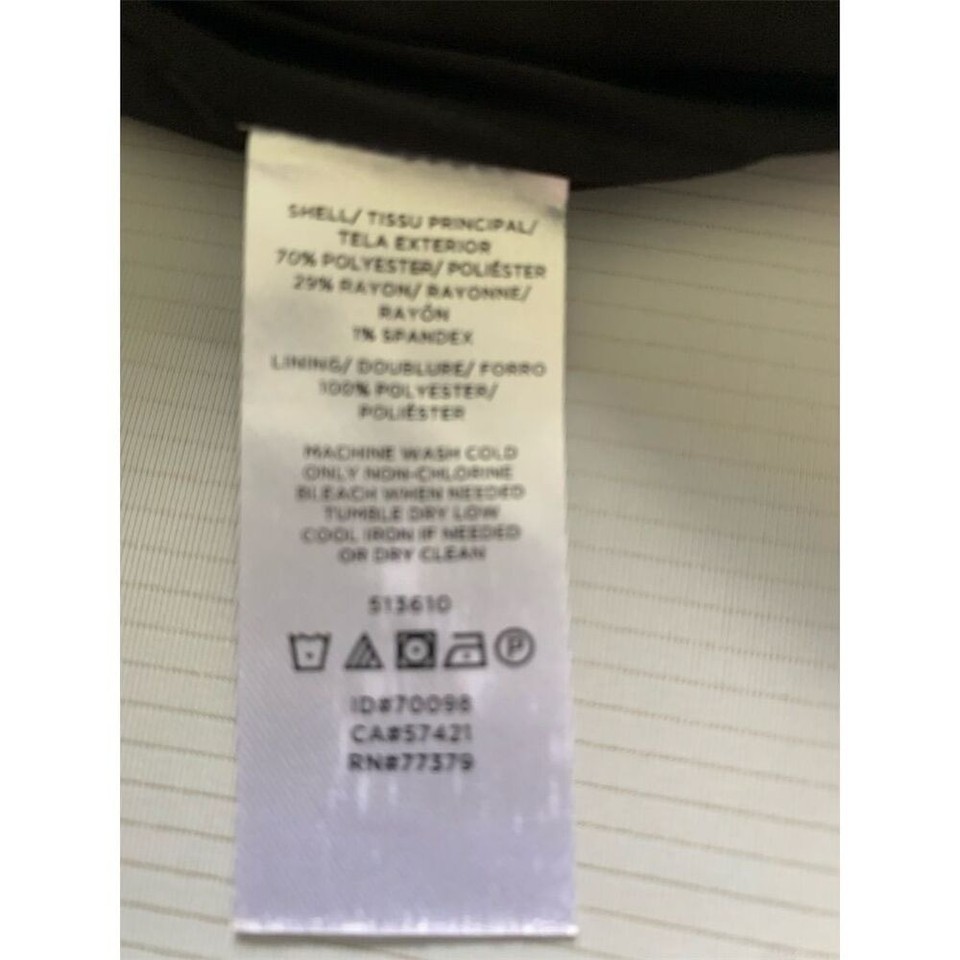 SHELL/ TISSU PRINCIPAL/
TELA EXTERIOR
70% POLYESTER/ POLIÉSTER
29% RAYON/ RAYONNE/
RAYÓN
1% SPANDEX
LINING/ DOUBLURE/ FORRO
100% POLYESTER/
POLIÉSTER
MACHINE WASH COLD
ONLY NON-CHLORINE
BLEACH WHEN NEEDED
TUMBLE DRY LOW
COOL IRON IF NEEDED
OR DRY CLEAN
513610
P
ID#70098
CA#57421
RN#77379